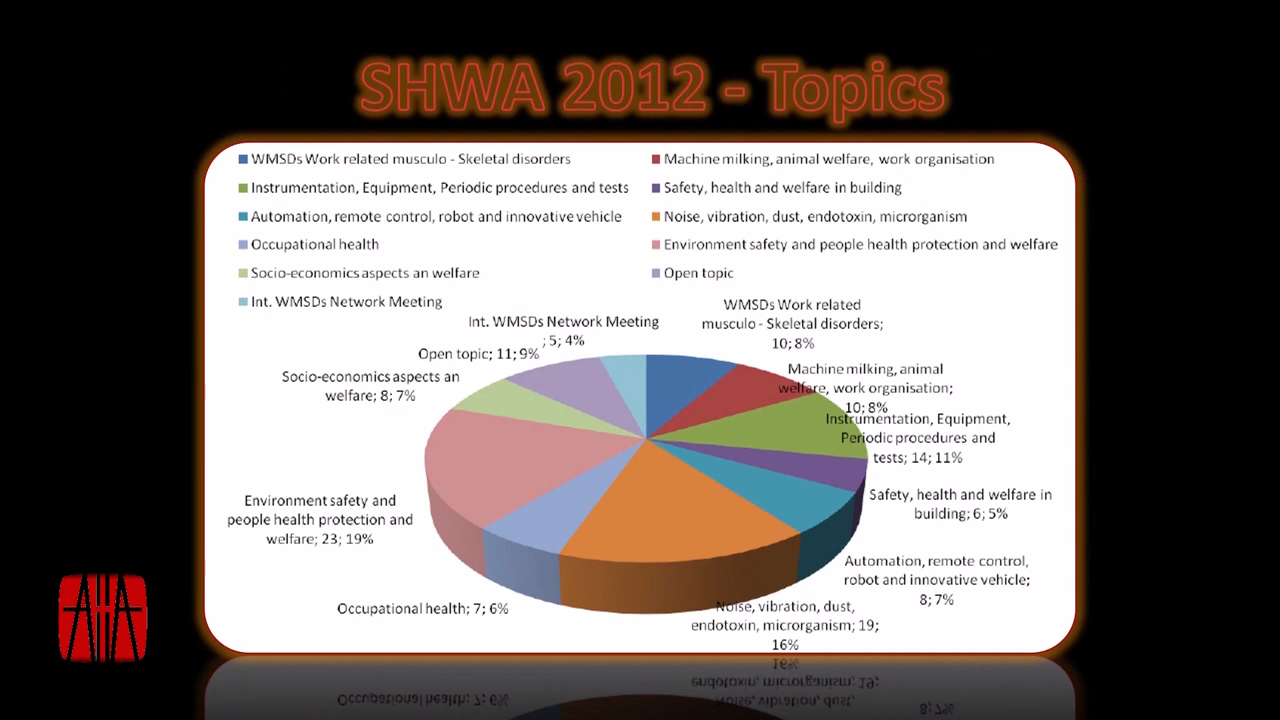 SHWA 2012 - Topics
WMSDs Work related musculo - Skeletal disorders
Machine milking, animal welfare, work organisation
Instrumentation, Equipment, Periodic procedures and tests
Safety, health and welfare in building
Automation, remote control, robot and innovative vehicle
Noise, vibration, dust, endotoxin, microrganism
Occupational health
Environment safety and people health protection and welfare
Socio-economics aspects an welfare
Open topic
Int. WMSDs Network Meeting
WMSDs Work related
musculo - Skeletal disorders;
10; 8%
Int. WMSDs Network Meeting
; 5; 4%
Open topic; 11; 9%
Machine milking, animal
welfare, work organisation;
10; 8%
Socio-economics aspects an
welfare; 8; 7%
Instrumentation, Equipment,
Periodic procedures and
tests; 14; 11%
Environment safety and
people health protection and
welfare; 23; 19%
Safety, health and welfare in
building; 6; 5%
Automation, remote control,
robot and innovative vehicle;
8; 7%
Occupational health; 7; 6%
Noise, vibration, dust,
endotoxin, microrganism; 19;
16%